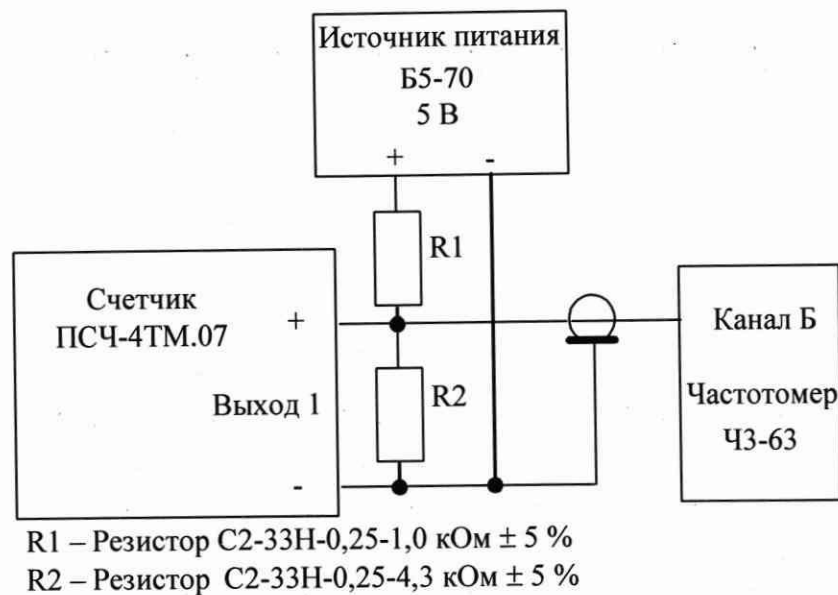 Источник питания
Б5-70
5 В
+ -
R1
Счетчик
ПСЧ-4ТМ.07
+
Канал Б
R2
Выход 1
Частотомер
Ч3-63
-
R1 – Резистор С2-33Н-0,25-1,0 кОм ± 5 %
R2 – Резистор С2-33Н-0,25-4,3 кОм ± 5 %